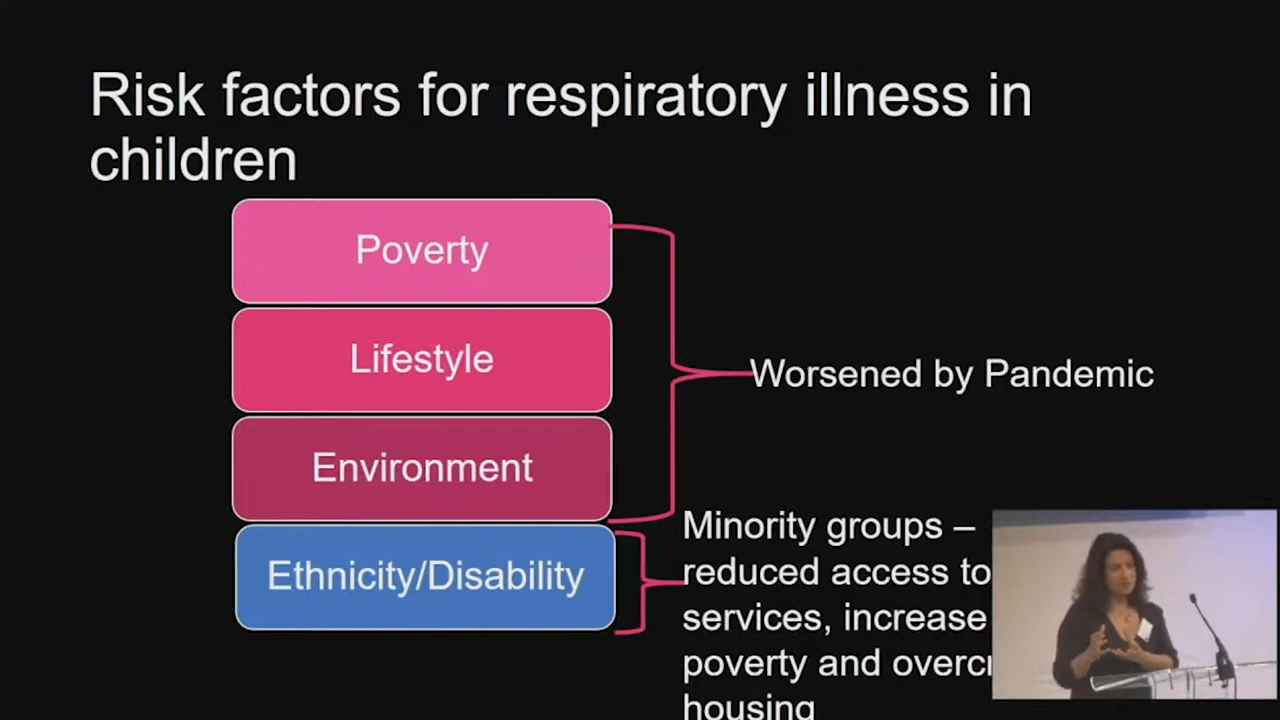 Risk factors for respiratory illness in
children
Poverty
Lifestyle
Environment
Ethnicity/Disability
Worsened by Pandemic
Minority groups –
reduced access to
services, increase
poverty and
housing